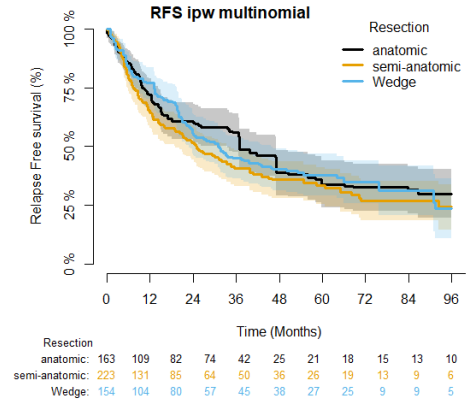 RFS ipw multinomial
Resection
anatomic
semi-anatomic
Wedge
Relapse Free survival (%)
100 %
75%
50 %
25%
0 %
0 12 24 36 48 60 72 84 96
Time (Months)
Resection
anatomic: 163 109 82 74 42 25 21 18 15 13 10
semi-anatomic: 223 131 85 64 50 36 26 19 13 9 6
Wedge: 154 104 80 57 45 38 27 25 9 9 5